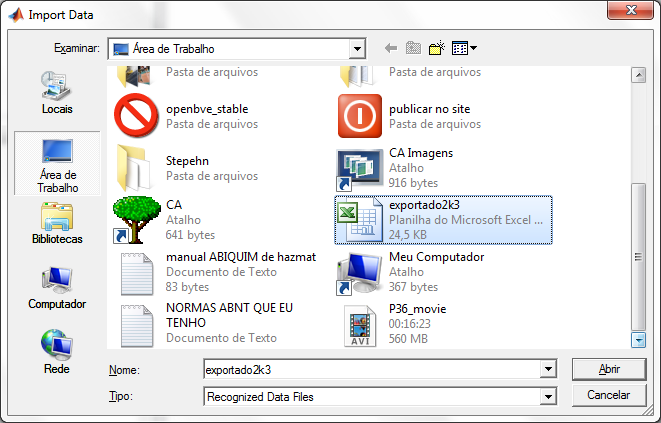 Import Data
Examinar:
Área de Trabalho
Locais
Área de
Trabalho
Bibliotecas
Computador
Rede
Pasta de arquivos
Pasta de arquivos
openbve_stable
Pasta de arquivos
publicar no site
Pasta de arquivos
Stepehn
Pasta de arquivos
CA Imagens
Atalho
916 bytes
CA
Atalho
641 bytes
exportado2k3
Planilha do Microsoft Excel ...
24,5 KB
manual ABIQUIM de hazmat
Documento de Texto
83 bytes
Meu Computador
Atalho
367 bytes
NORMAS ABNT QUE EU
TENHO
Documento de Texto
P36_movie
00:16:23
560 MB
AVI
Nome:
exportado2k3
Abrir
Tipo:
Recognized Data Files
Cancelar